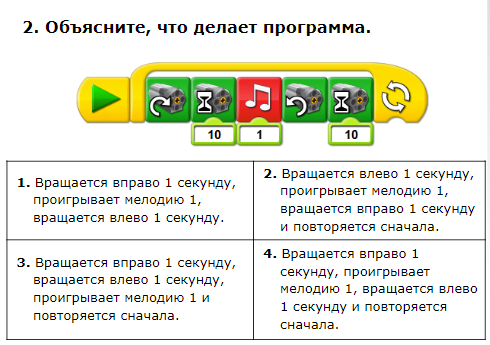 2. Объясните, что делает программа.
10
1
10
1. Вращается вправо 1 секунду,
проигрывает мелодию 1,
вращается влево 1 секунду.
2. Вращается влево 1 секунду,
проигрывает мелодию 1,
вращается вправо 1 секунду
и повторяется сначала.
3. Вращается вправо 1 секунду,
вращается влево 1 секунду,
проигрывает мелодию 1 и
повторяется сначала.
4. Вращается вправо 1
секунду, проигрывает
мелодию 1, вращается влево
1 секунду и повторяется
сначала.